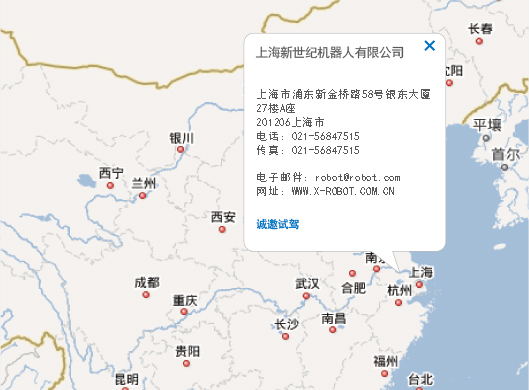 上海新世纪机器人有限公司
上海市浦东新金桥路58号银东大厦
27楼A座
201206上海市
电话: 021-56847515
传真: 021-56847515
电子邮件: robot@robot.com
网址: WWW.X-ROBOT.COM.CN
诚邀试驾
长春
平壤
首尔
银川
西宁
兰州
西安
成都
重庆
武汉
合肥
上海
杭州
长沙
南昌
贵阳
福州
昆明
台北